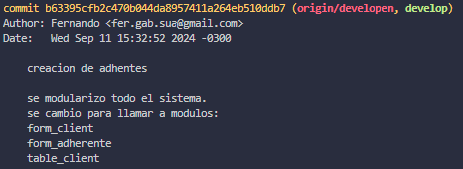 commit b63395cfb2c470b044da8957411a264eb510ddb7 (origin/developen, develop)
Author: Fernando <fer.gab.sua@gmail.com>
Date:   Wed Sep 11 15:32:52 2024 -0300
creacion de adhentes
se modularizo todo el sistema.
se cambio para llamar a modulos:
form_client
form_adherente
table_client